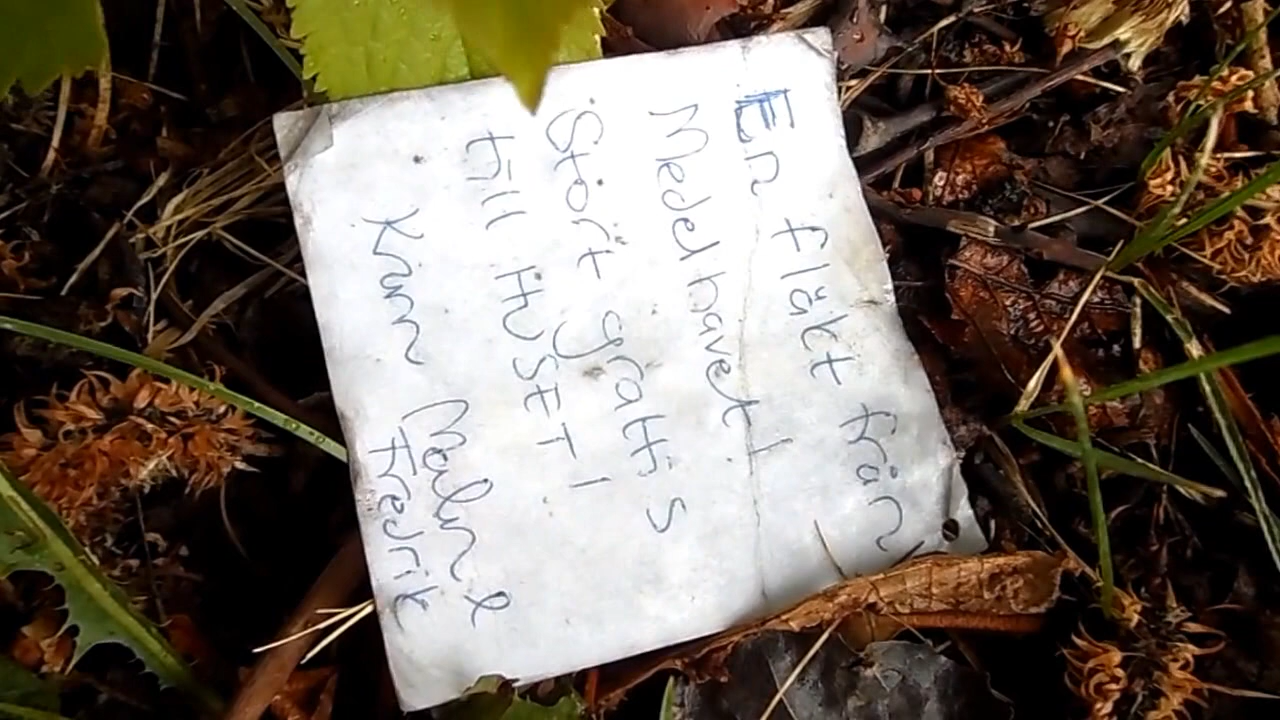 En fläkt från
Medelhavet!
Stort grattis
till huset!
Kram Malin &
Fredrik